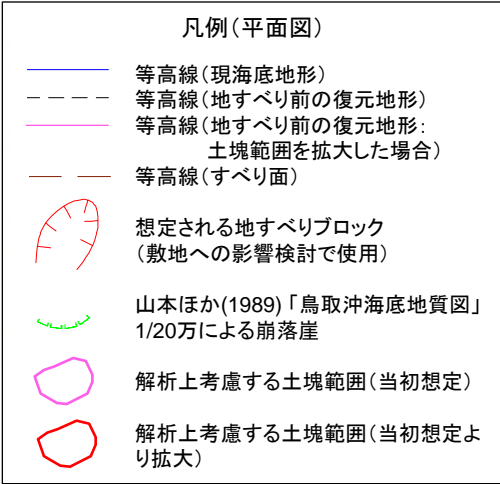 凡例(平面図)
等高線(現海底地形)
等高線(地すべり前の復元地形)
等高線(地すべり前の復元地形:
土塊範囲を拡大した場合)
等高線(すべり面)
想定される地すべりブロック
(敷地への影響検討で使用)
山本ほか(1989)「鳥取沖海底地質図」
1/20万による崩落崖
解析上考慮する土塊範囲(当初想定)
解析上考慮する土塊範囲(当初想定よ
り拡大)